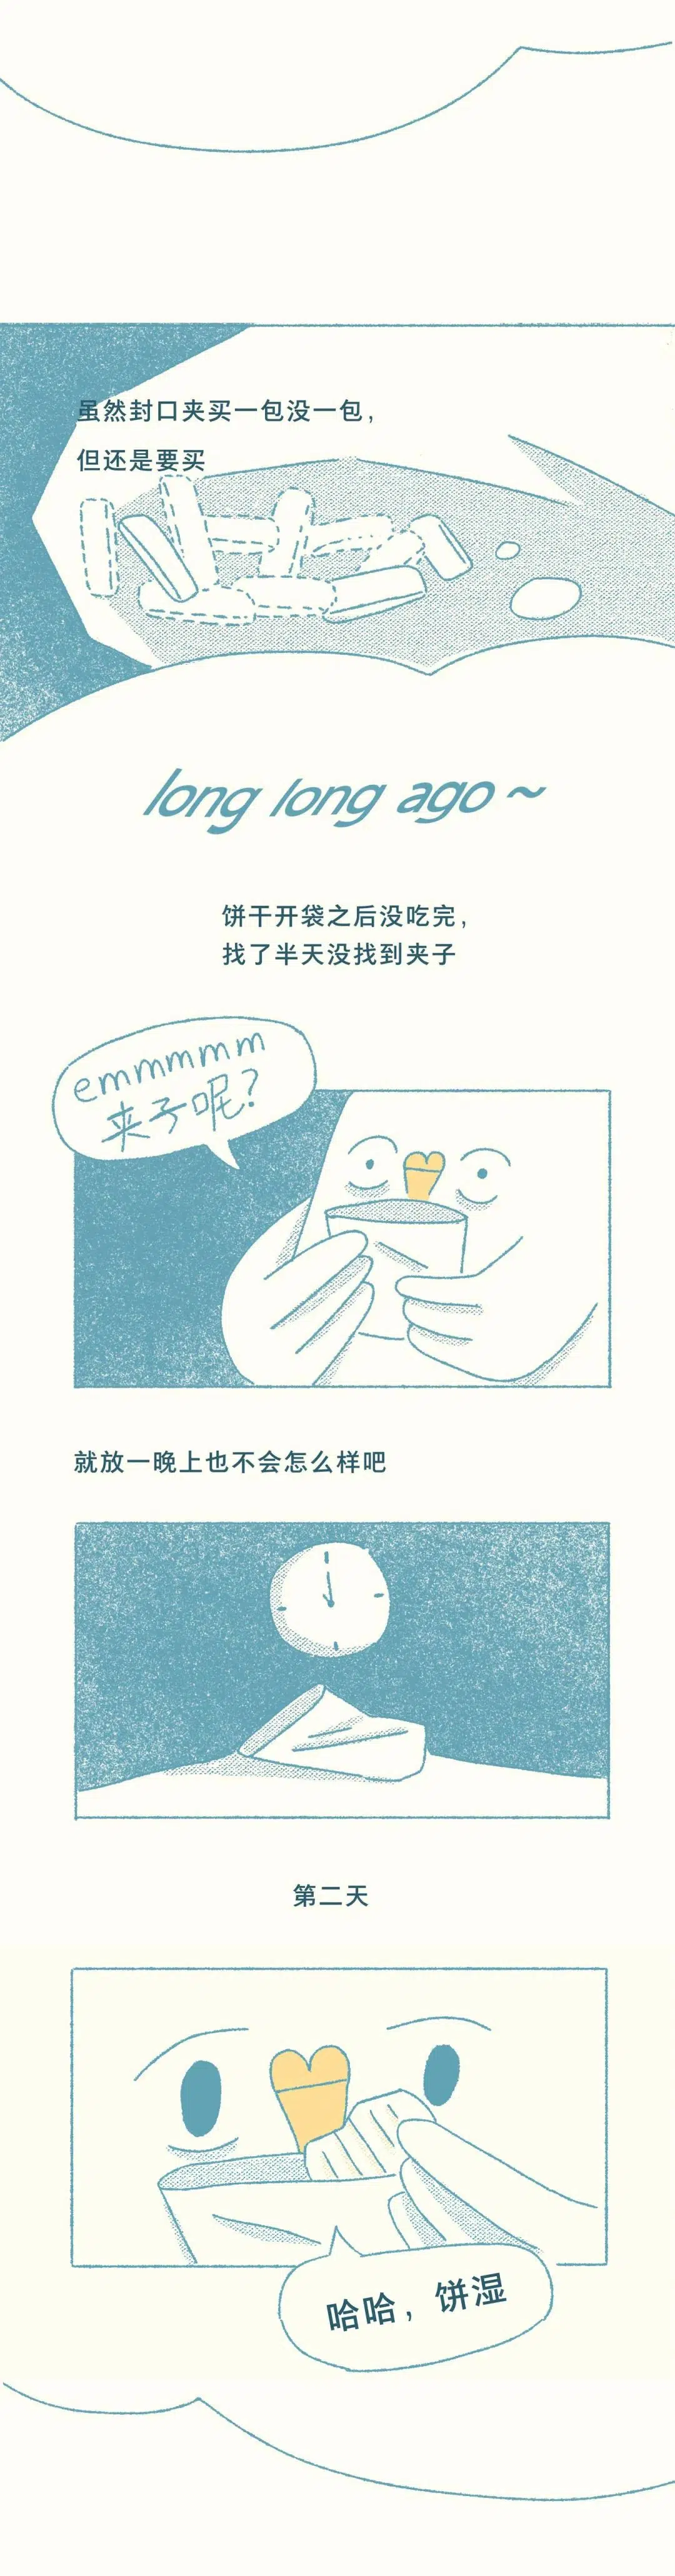 虽然封口夹买一包没一包，
但还是要买
long long ago ~
饼干开袋之后没吃完，
找了半天没找到夹子
emmmmm
夹子呢？
就放一晚上也不会怎么样吧
第二天
哈哈，饼湿